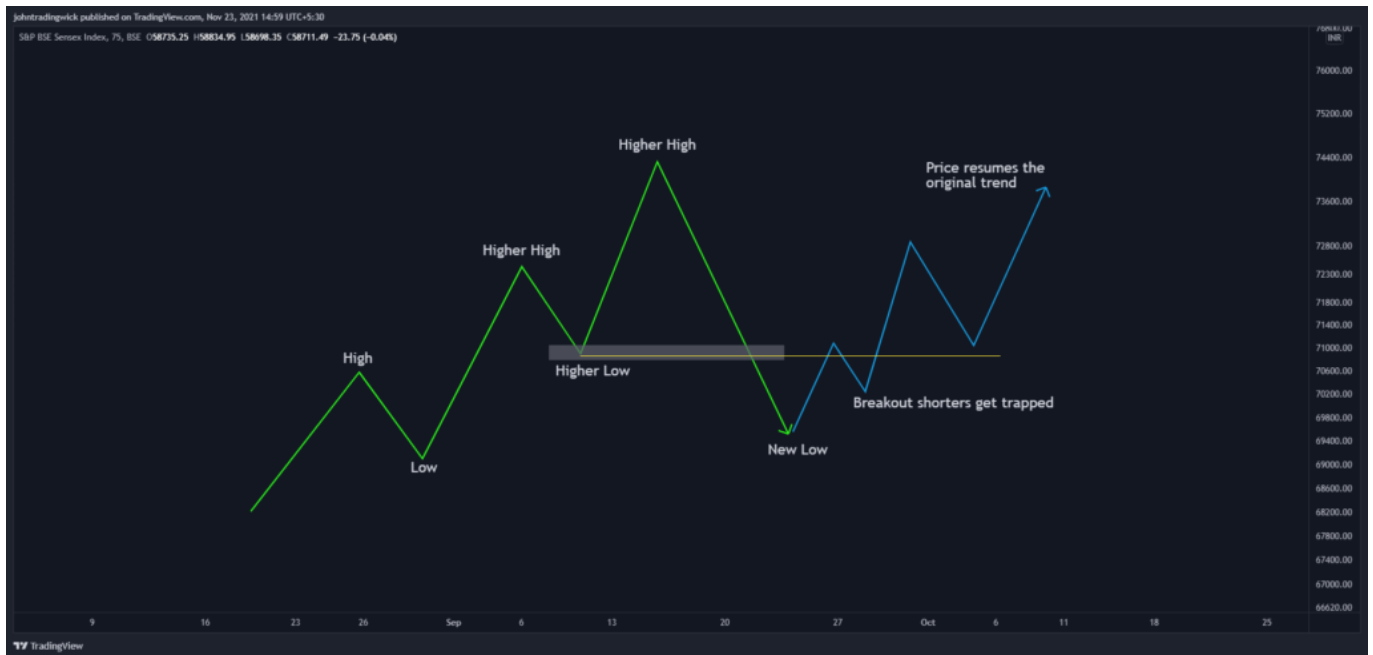 johntradingwick published on TradingView.com, Nov 23, 2021 14:59 UTC+5:30
S&P BSE Sensex Index, 75, BSE O58735.25 H58834.95 L58698.35 C58711.49 -23.75 (-0.04%)
INR
76000.00
75200.00
Higher High
74400.00
Price resumes the
original trend
73600.00
Higher High
72800.00
72300.00
71800.00
71400.00
High
71000.00
Higher Low
70600.00
70200.00
Breakout shorters get trapped
69800.00
69400.00
New Low
Low
69000.00
68600.00
68200.00
67800.00
67400.00
67000.00
66620.00
9 16 23 26 Sep 6 13 20 27 Oct 6 11 18 25
TradingView